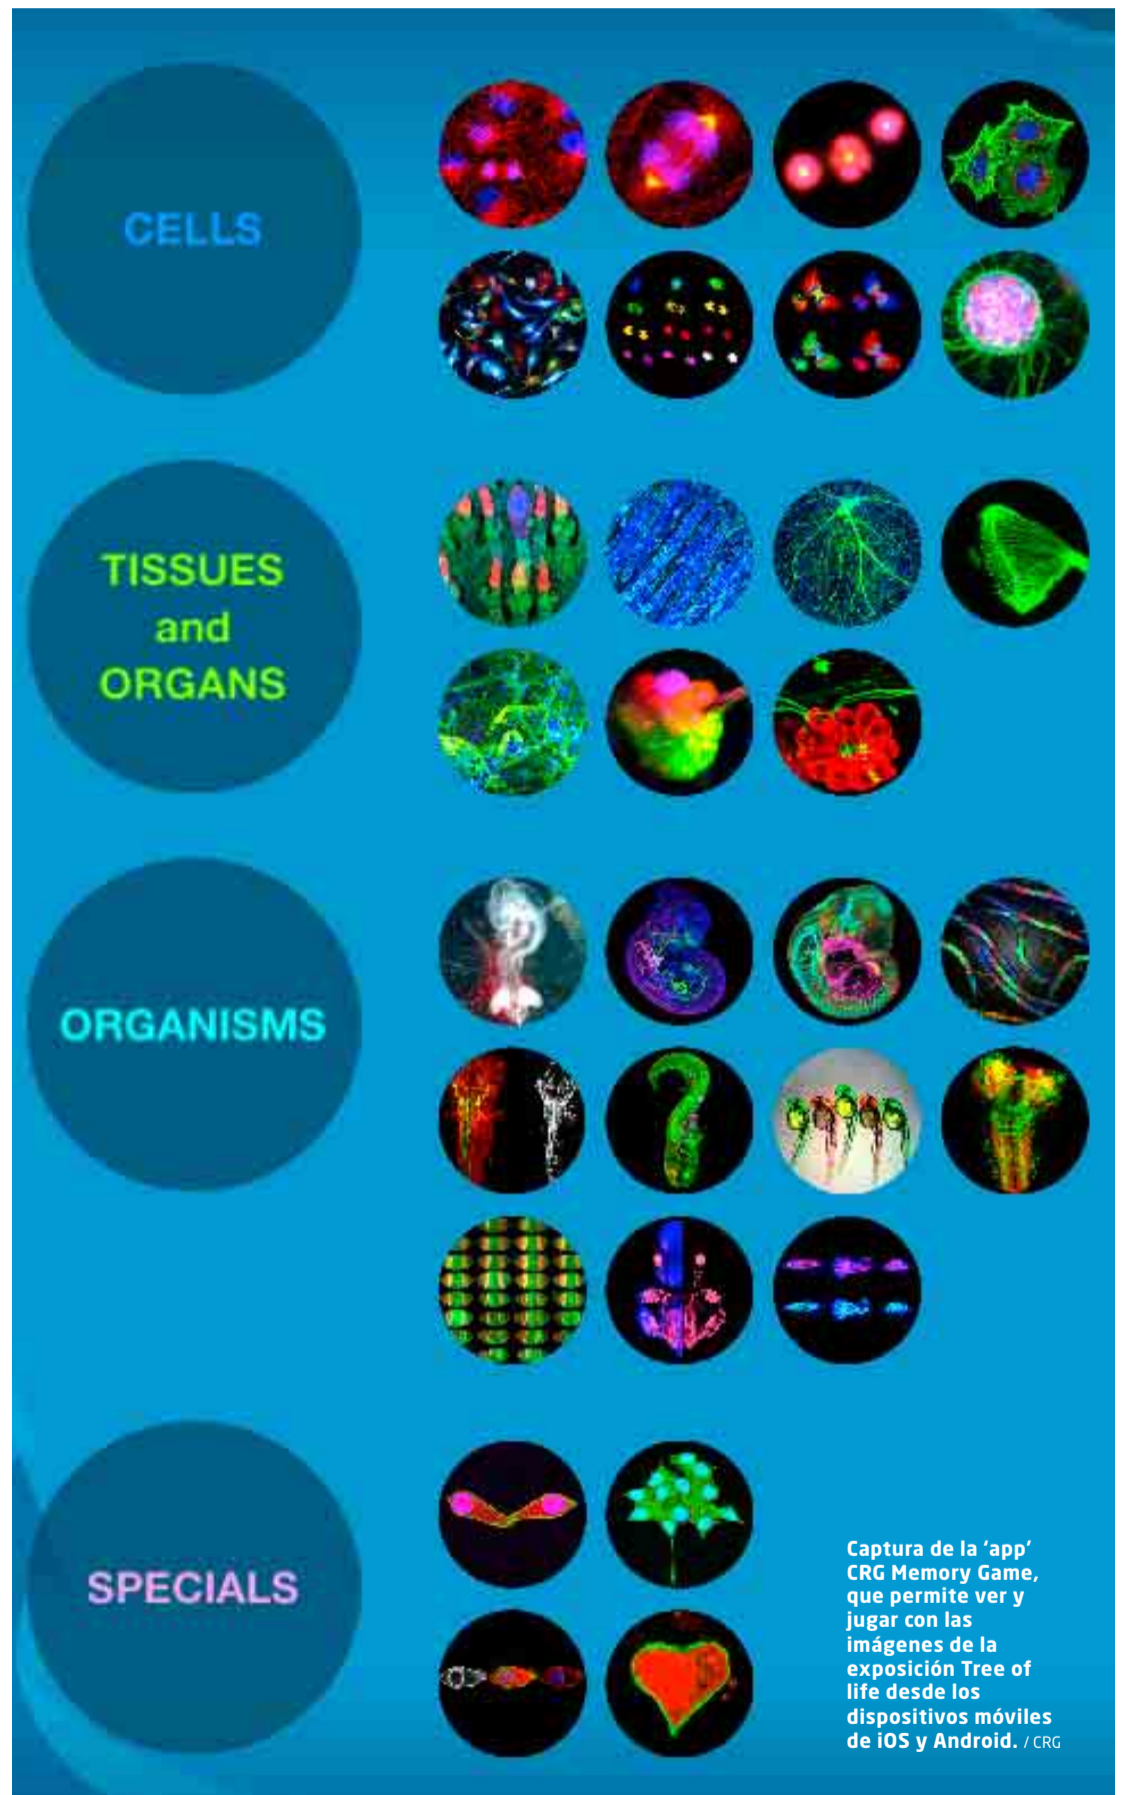 CELLS
TISSUES
and
ORGANS
ORGANISMS
SPECIALS
Captura de la ‘app’
CRG Memory Game,
que permite ver y
jugar con las
imágenes de la
exposición Tree of
life desde los
dispositivos móviles
de iOS y Android. / CRG